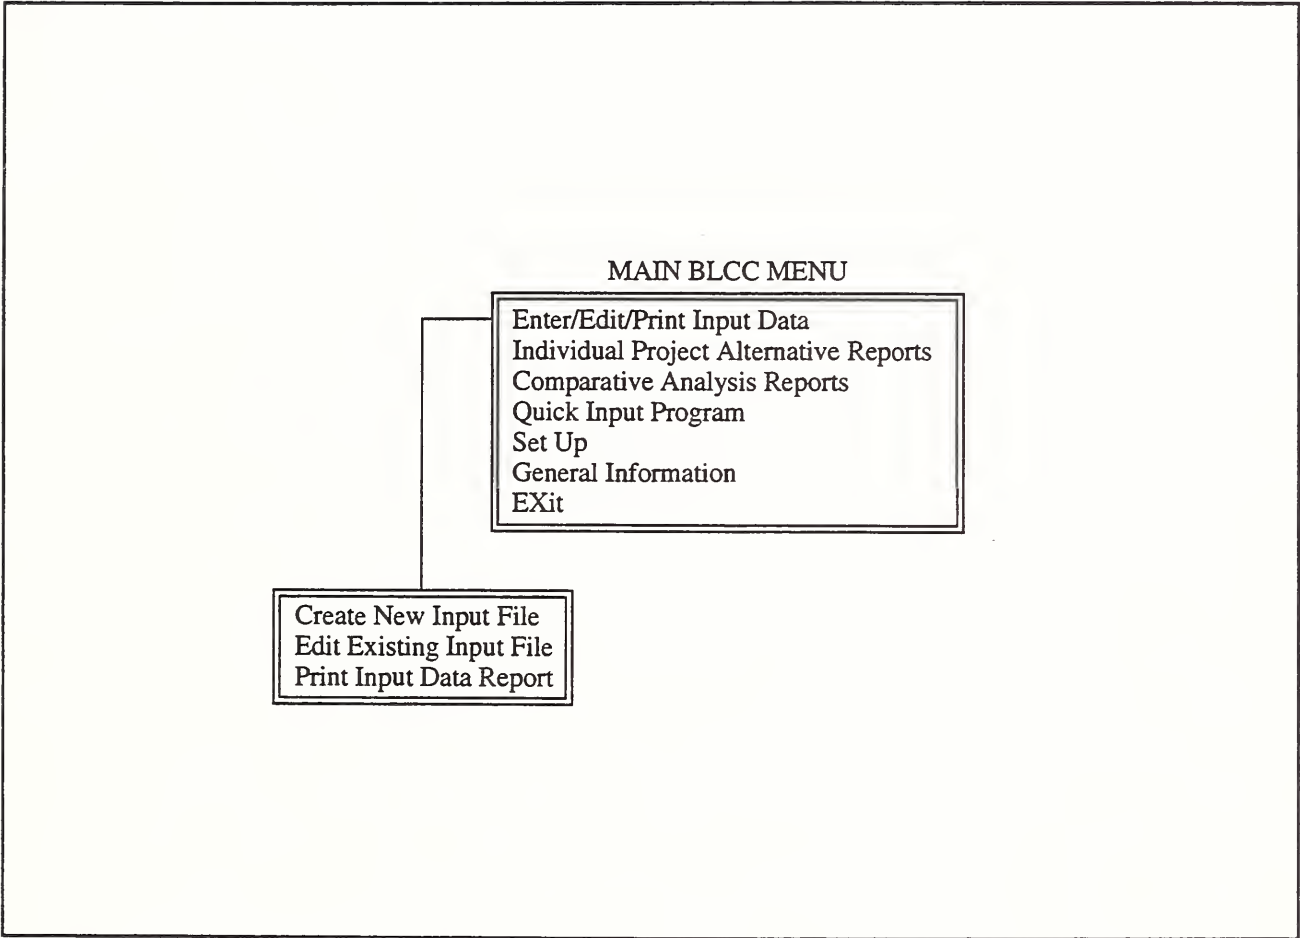 MAIN BLCC MENU
Enter/Edit/Print Input Data
Individual Project Alternative Reports
Comparative Analysis Reports
Quick Input Program
Set Up
General Information
EXit
Create New Input File
Edit Existing Input File
Print Input Data Report